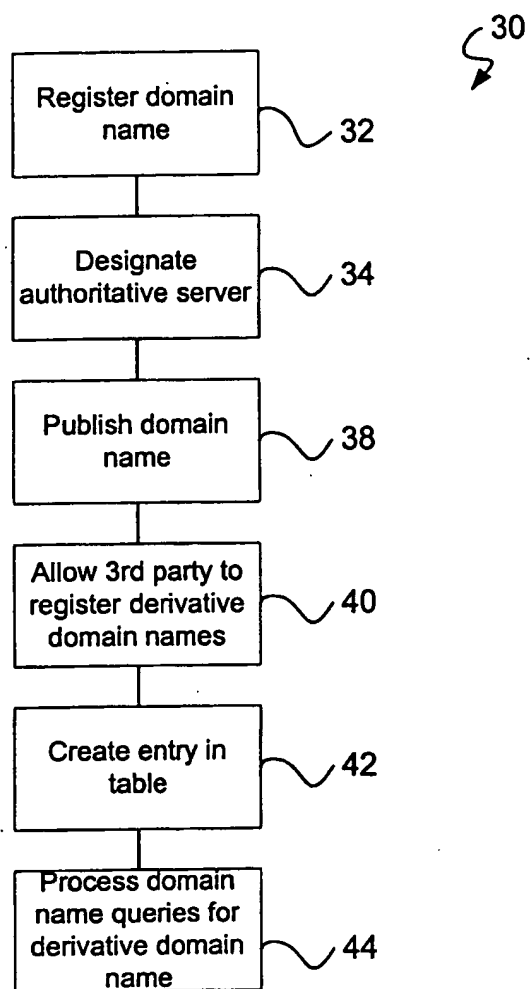 30
Register domain
name
32
Designate
authoritative server
34
Publish domain
name
38
Allow 3rd party to
register derivative
domain names
40
Create entry in
table
42
Process domain
name queries for
derivative domain
name
44